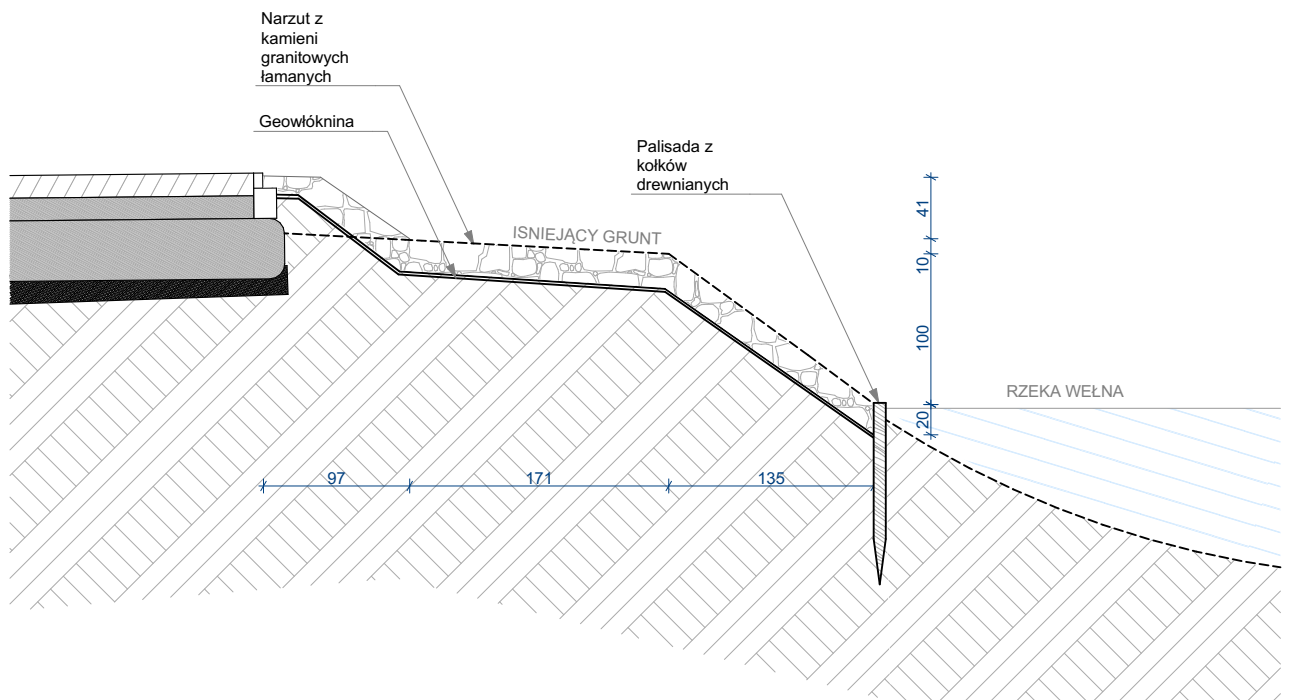 Narzut z
kamieni
granitowych
łamanych
Geowłóknina
Palisada z
kołków
drewnianych
ISNIEJĄCY GRUNT
RZEKA WEŁNA
41
10
100
20
97
171
135